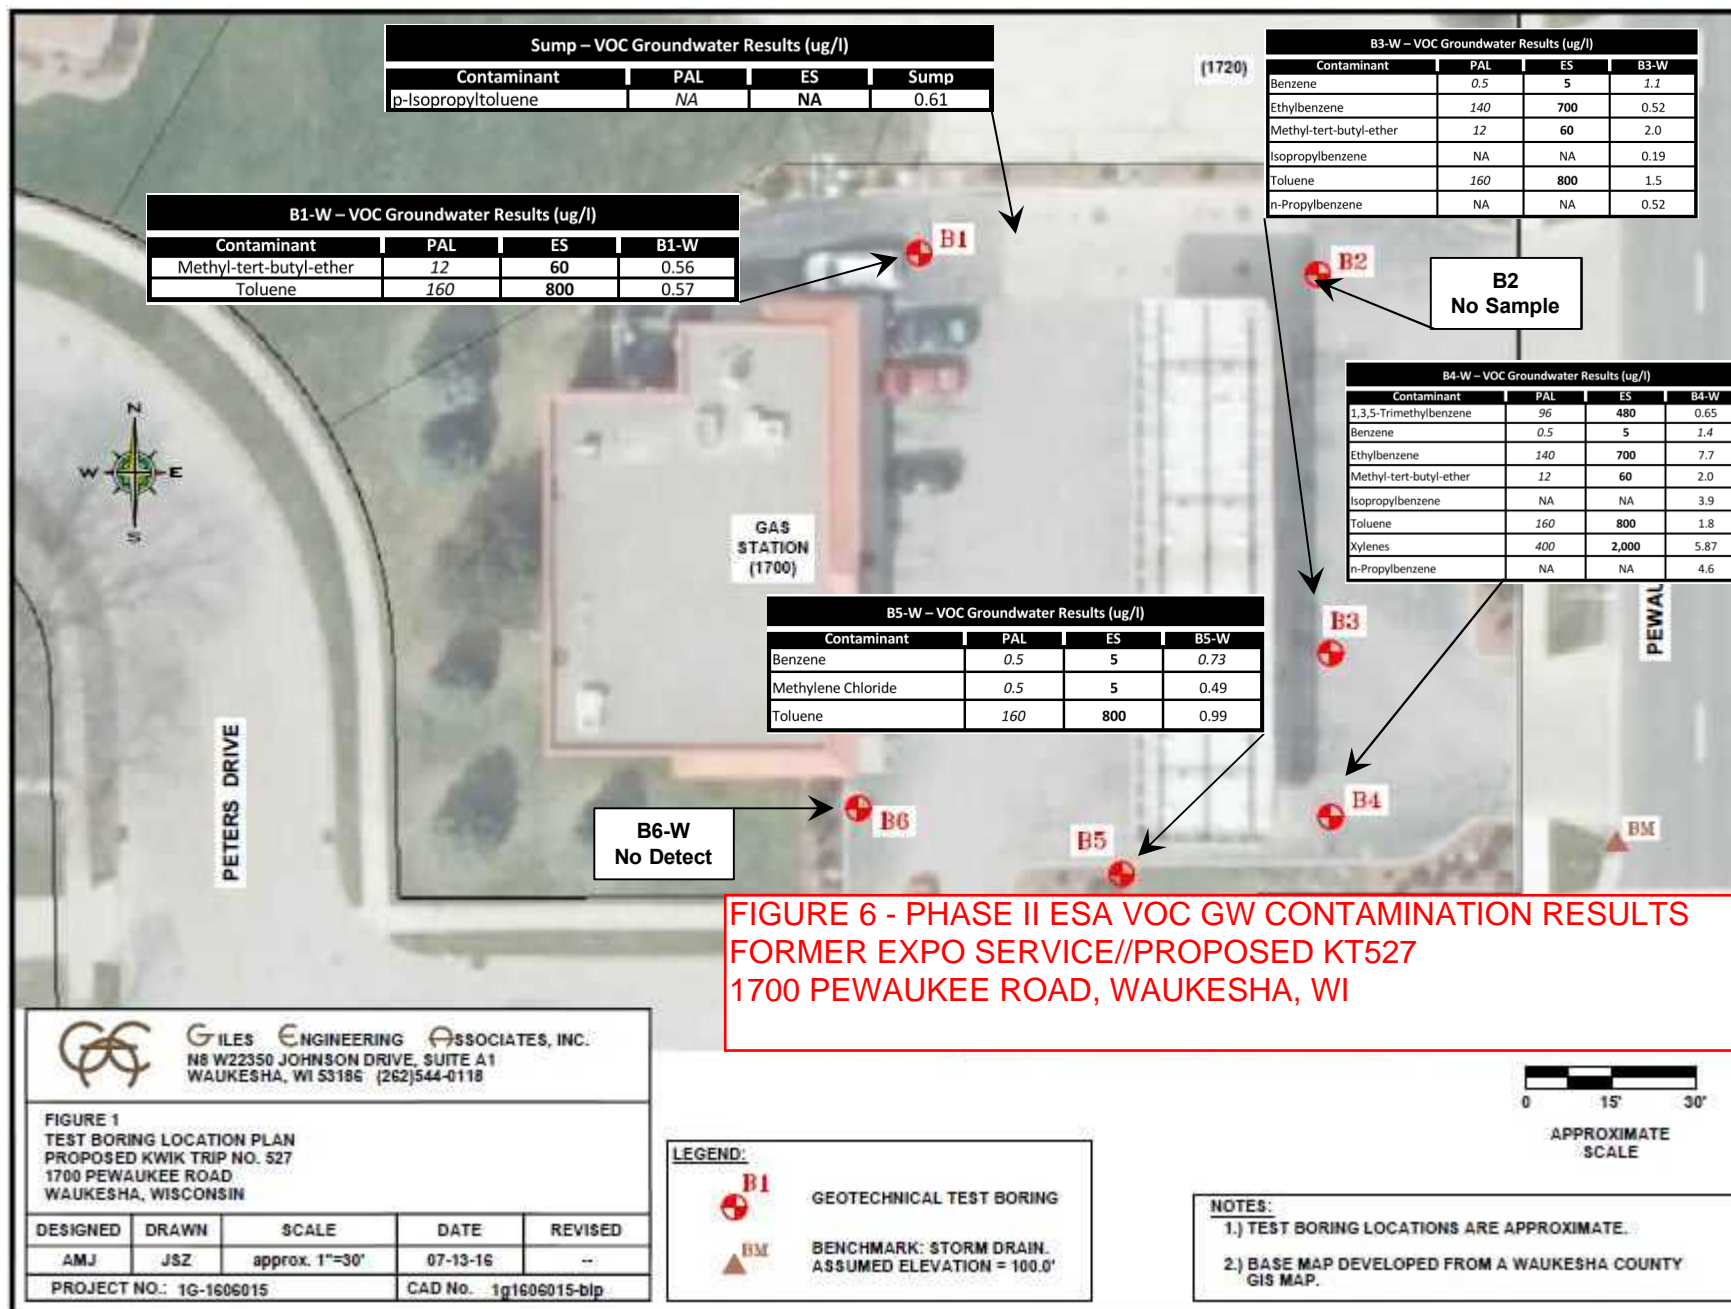 Sump – VOC Groundwater Results (ug/l)
Contaminant PAL ES Sump
p-Isopropyltoluene NA NA 0.61
(1720)
B3-W – VOC Groundwater Results (ug/l)
Contaminant PAL ES B3-W
Benzene 0.5 5 1.1
Ethylbenzene 140 700 0.52
Methyl-tert-butyl-ether 12 60 2.0
Isopropylbenzene NA NA 0.19
Toluene 160 800 1.5
n-Propylbenzene NA NA 0.52
B1-W – VOC Groundwater Results (ug/l)
Contaminant PAL ES B1-W
Methyl-tert-butyl-ether 12 60 0.56
Toluene 160 800 0.57
B1
B2
B2
No Sample
B4-W – VOC Groundwater Results (ug/l)
Contaminant PAL ES B4-W
1,3,5-Trimethylbenzene 96 480 0.65
Benzene 0.5 5 1.4
Ethylbenzene 140 700 7.7
Methyl-tert-butyl-ether 12 60 2.0
Isopropylbenzene NA NA 3.9
Toluene 160 800 1.8
Xylenes 400 2,000 5.87
n-Propylbenzene NA NA 4.6
N
W E
S
GAS
STATION
(1700)
PEWAU
B5-W – VOC Groundwater Results (ug/l)
Contaminant PAL ES B5-W
Benzene 0.5 5 0.73
Methylene Chloride 0.5 5 0.49
Toluene 160 800 0.99
B3
PETERS DRIVE
B4
B6
B6-W
No Detect
B5
BM
FIGURE 6 - PHASE II ESA VOC GW CONTAMINATION RESULTS
FORMER EXPO SERVICE//PROPOSED KT527
1700 PEWAUKEE ROAD, WAUKESHA, WI
GILES ENGINEERING ASSOCIATES, INC.
N8 W22350 JOHNSON DRIVE, SUITE A1
WAUKESHA, WI 53186 (262)544-0118
FIGURE 1
TEST BORING LOCATION PLAN
PROPOSED KWIK TRIP NO. 527
1700 PEWAUKEE ROAD
WAUKESHA, WISCONSIN
DESIGNED DRAWN SCALE DATE REVISED
AMJ JSZ approx. 1"=30' 07-13-16 --
PROJECT NO.: 1G-1606015 CAD No. 1g1606015-blp
LEGEND:
B1
GEOTECHNICAL TEST BORING
BM
BENCHMARK: STORM DRAIN.
ASSUMED ELEVATION = 100.0'
0 15' 30'
APPROXIMATE
SCALE
NOTES:
1.) TEST BORING LOCATIONS ARE APPROXIMATE.
2.) BASE MAP DEVELOPED FROM A WAUKESHA COUNTY
GIS MAP.